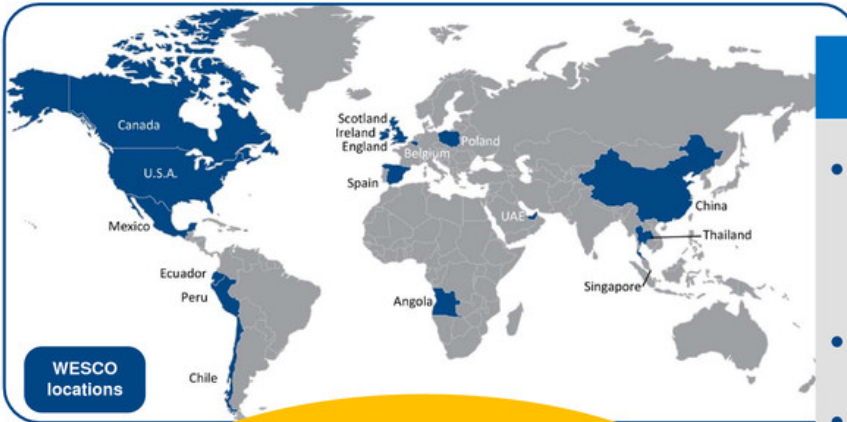 Canada
U.S.A.
Mexico
Ecuador
Peru
Chile
Scotland
Ireland
England
Belgium
Poland
Spain
UAE
Angola
China
Thailand
Singapore
WESCO
locations